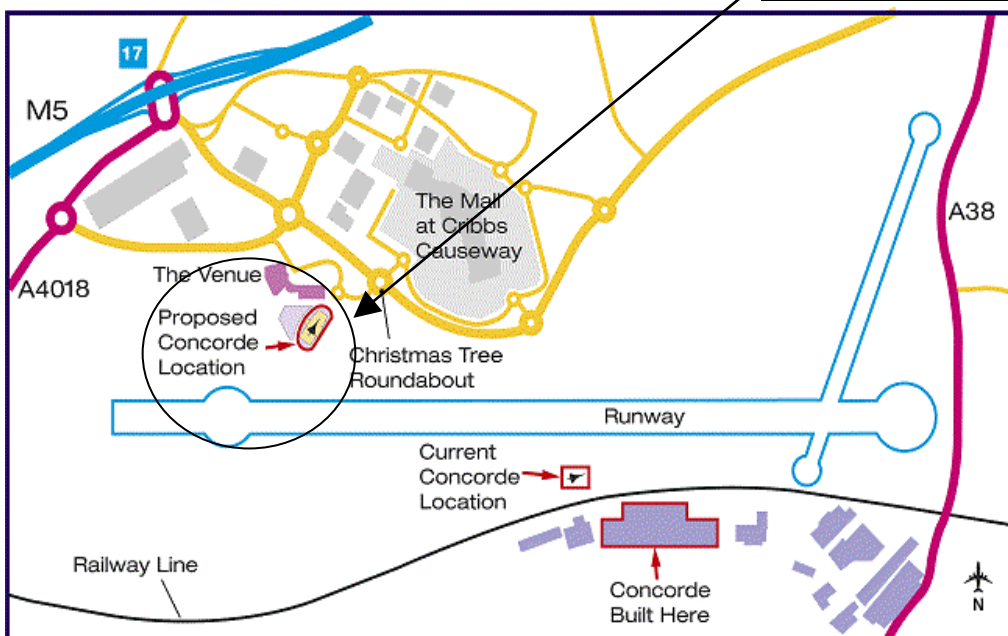 17
M5
The Mall
at Cribbs
Causeway
A38
The Venue
A4018
Proposed
Concorde
Location
Christmas Tree
Roundabout
Runway
Current
Concorde
Location
Railway Line
Concorde
Built Here
N